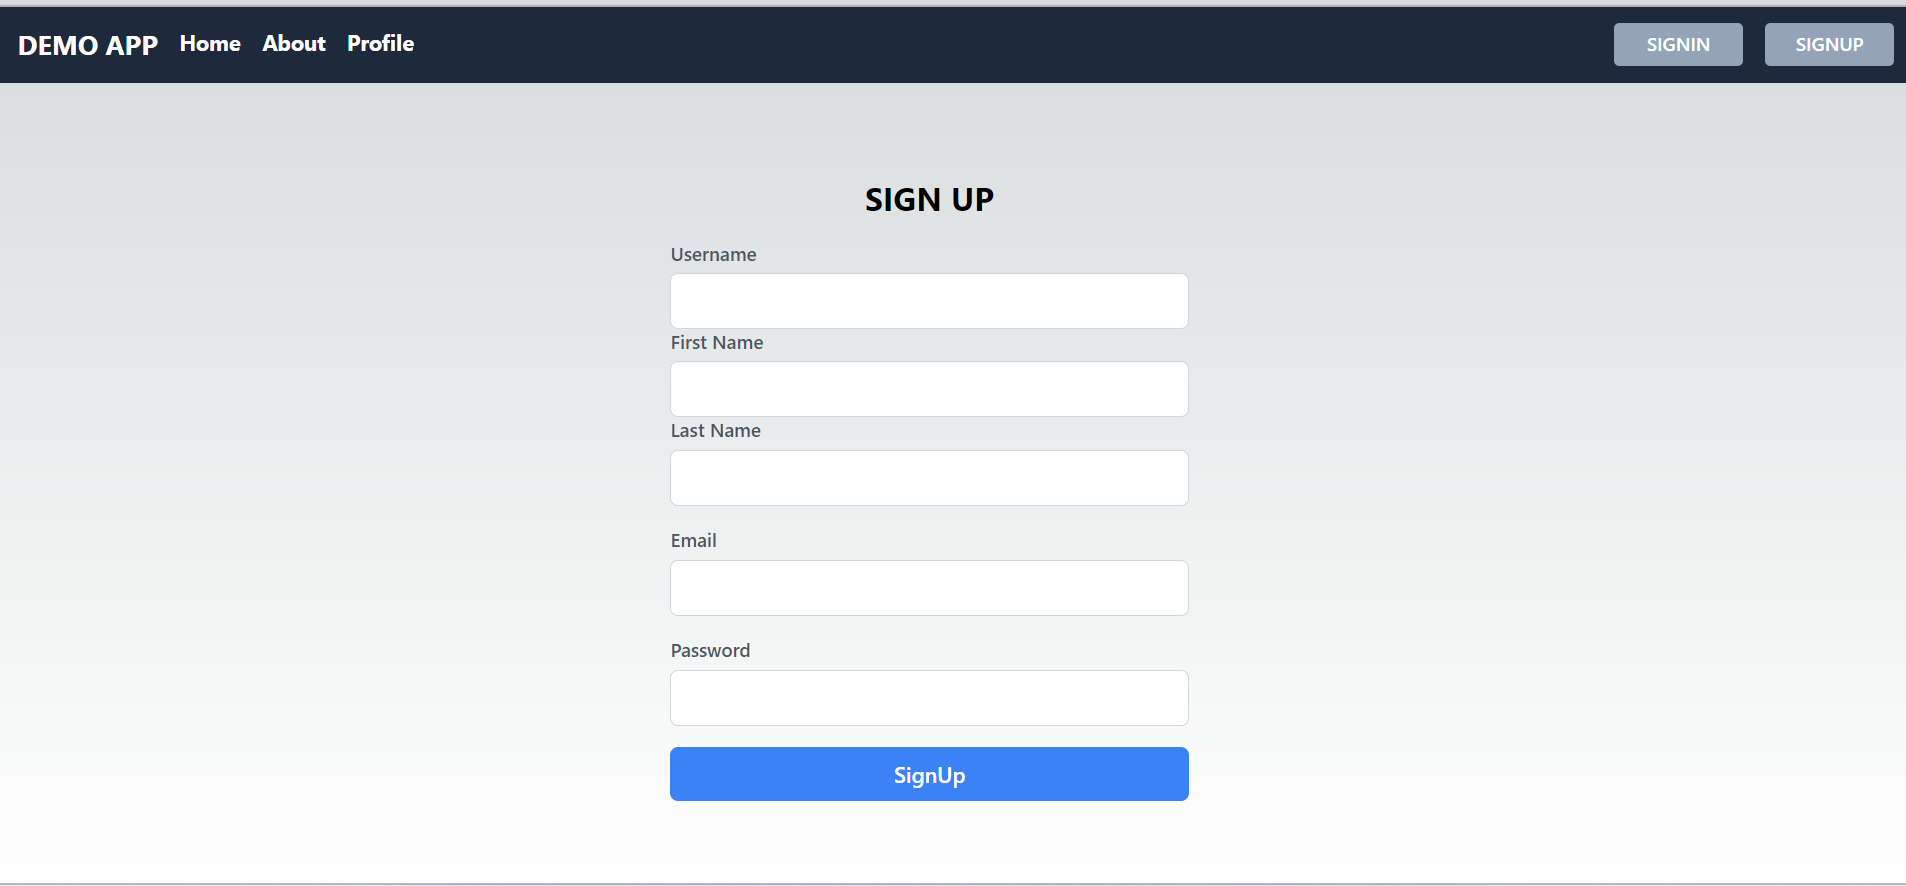 DEMO APP Home About Profile SIGNIN SIGNUP
SIGN UP
Username
First Name
Last Name
Email
Password
SignUp